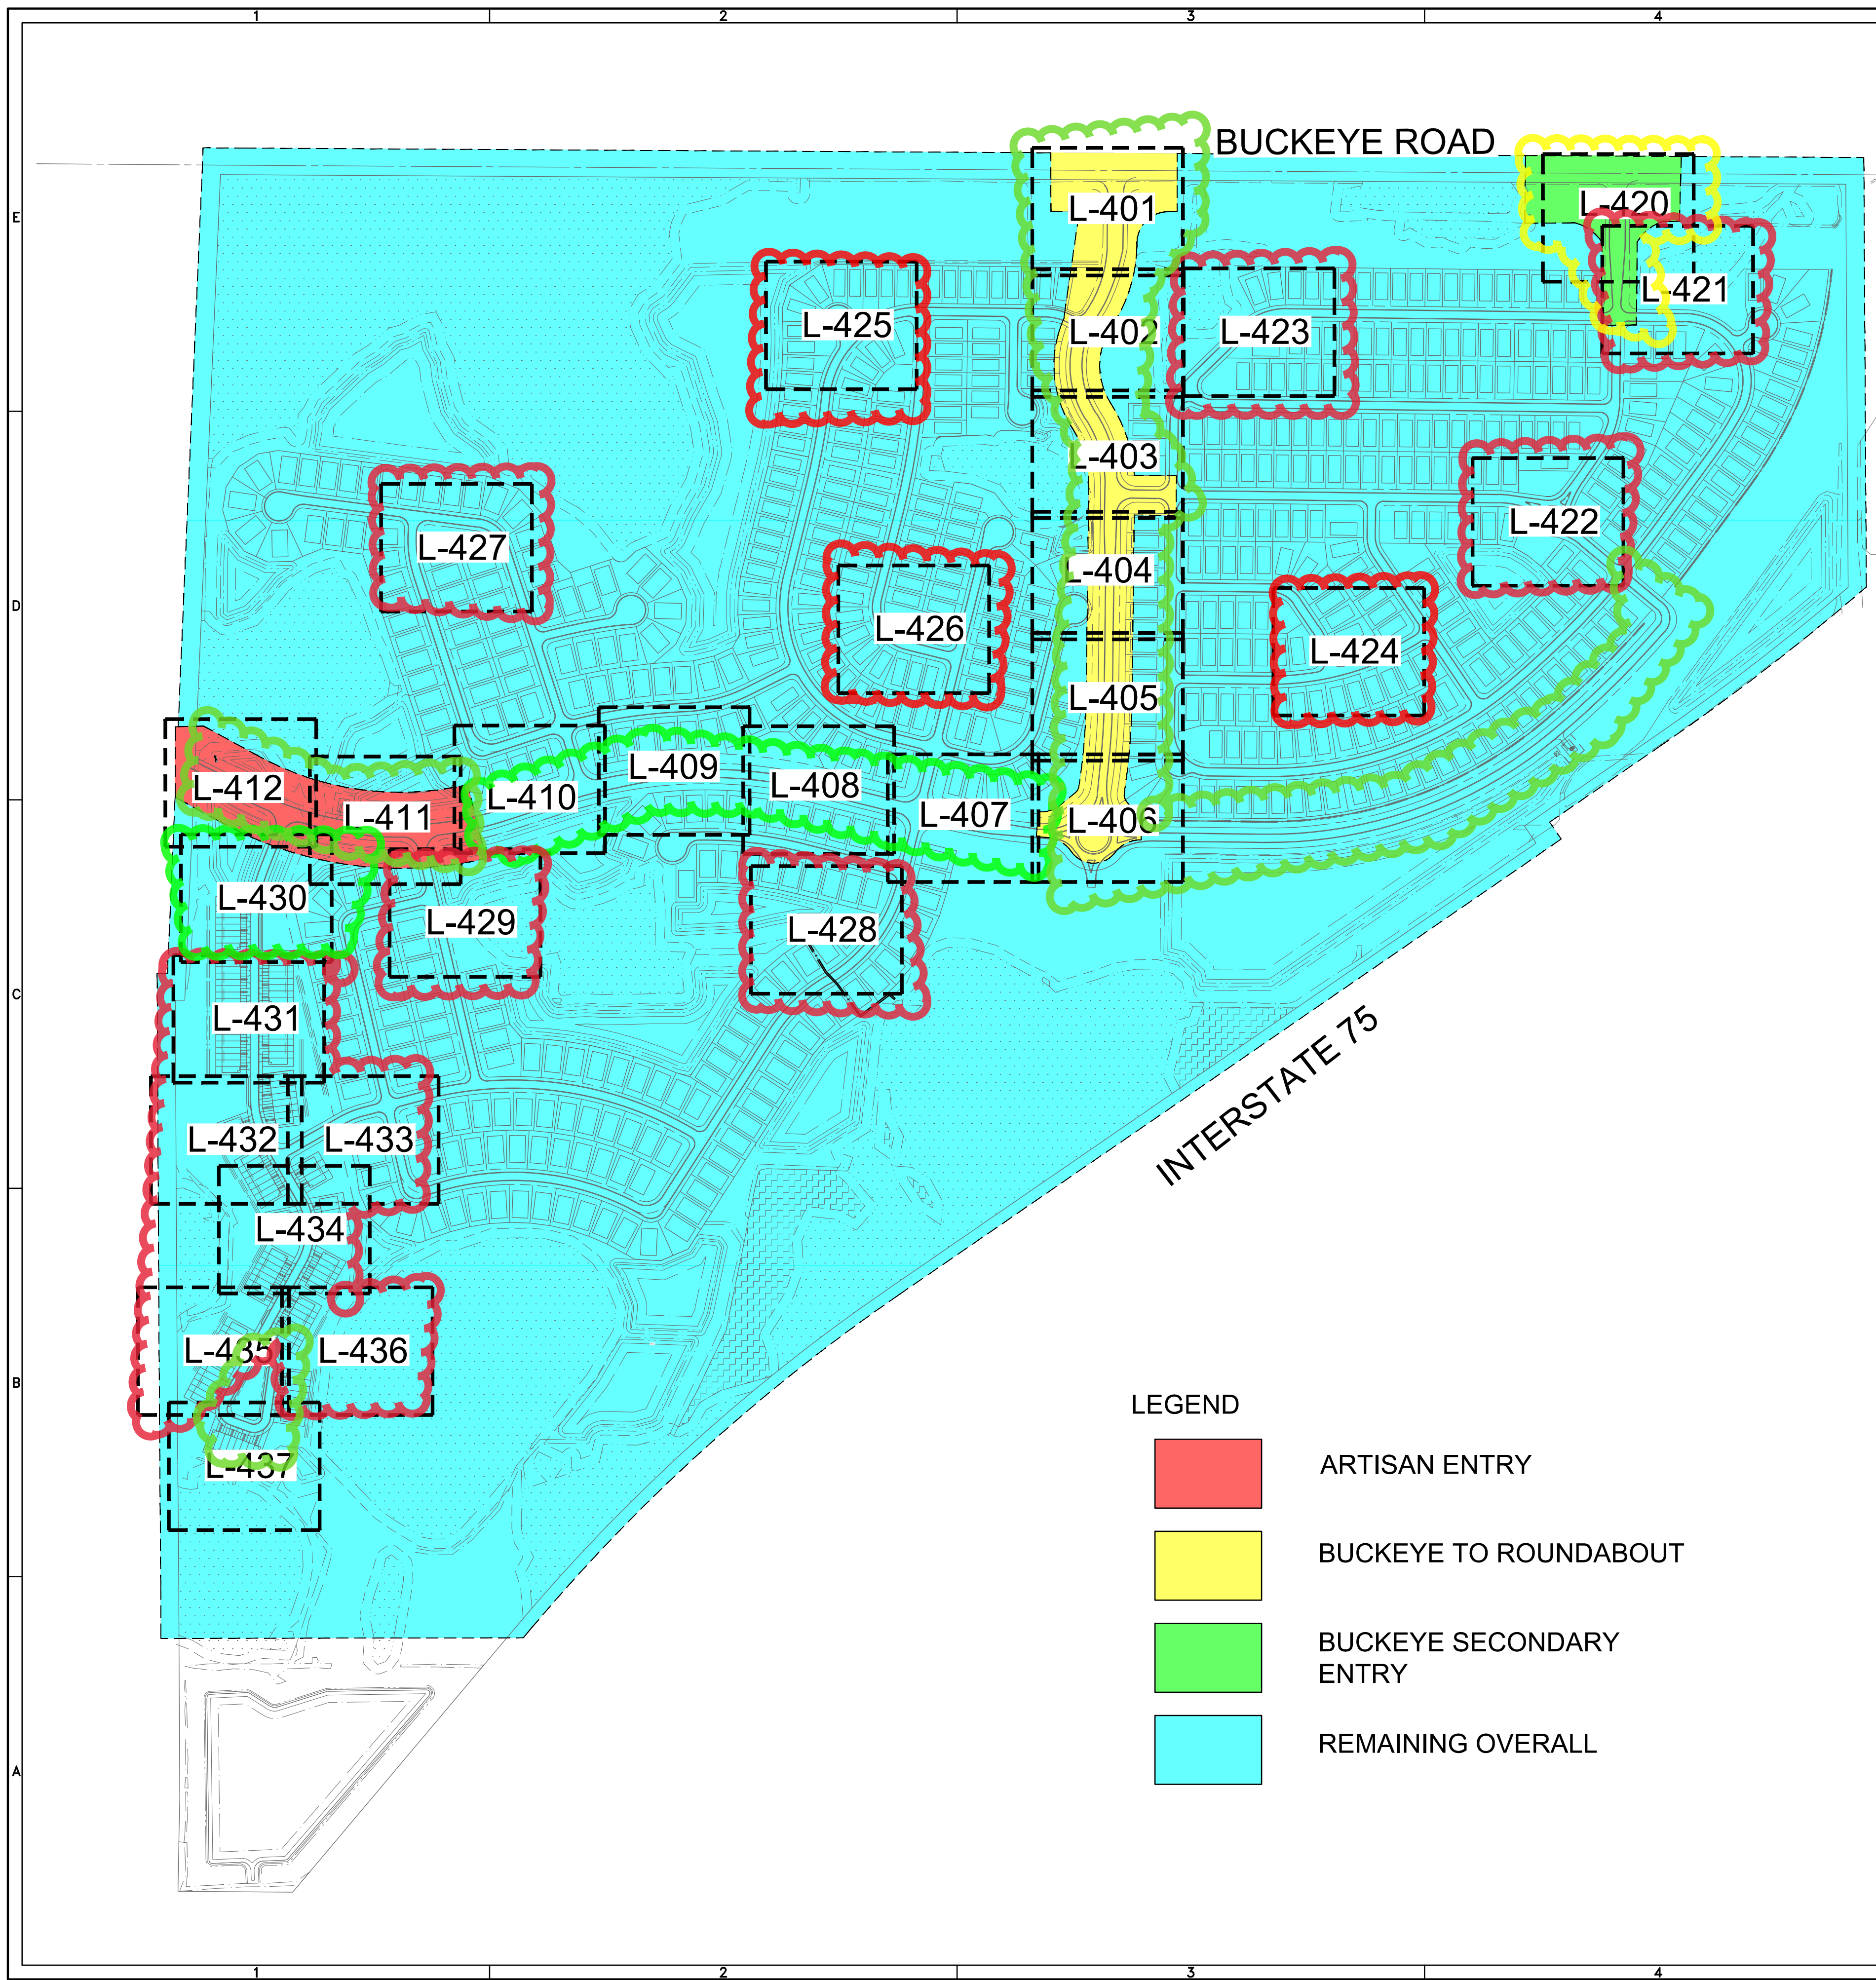 1 2 3 4
BUCKEYE ROAD
E
L-401
L-420
L-421
L-425
L-402
L-423
L-403
L-427
L-422
L-404
D
L-426
L-424
L-405
L-412
L-411
L-410
L-409
L-408
L-407
L-406
L-430
L-429
L-428
C
L-431
INTERSTATE 75
L-432
L-433
L-434
L-435
L-436
B
L-437
LEGEND
ARTISAN ENTRY
BUCKEYE TO ROUNDABOUT
BUCKEYE SECONDARY
ENTRY
REMAINING OVERALL
A
1 2 3 4